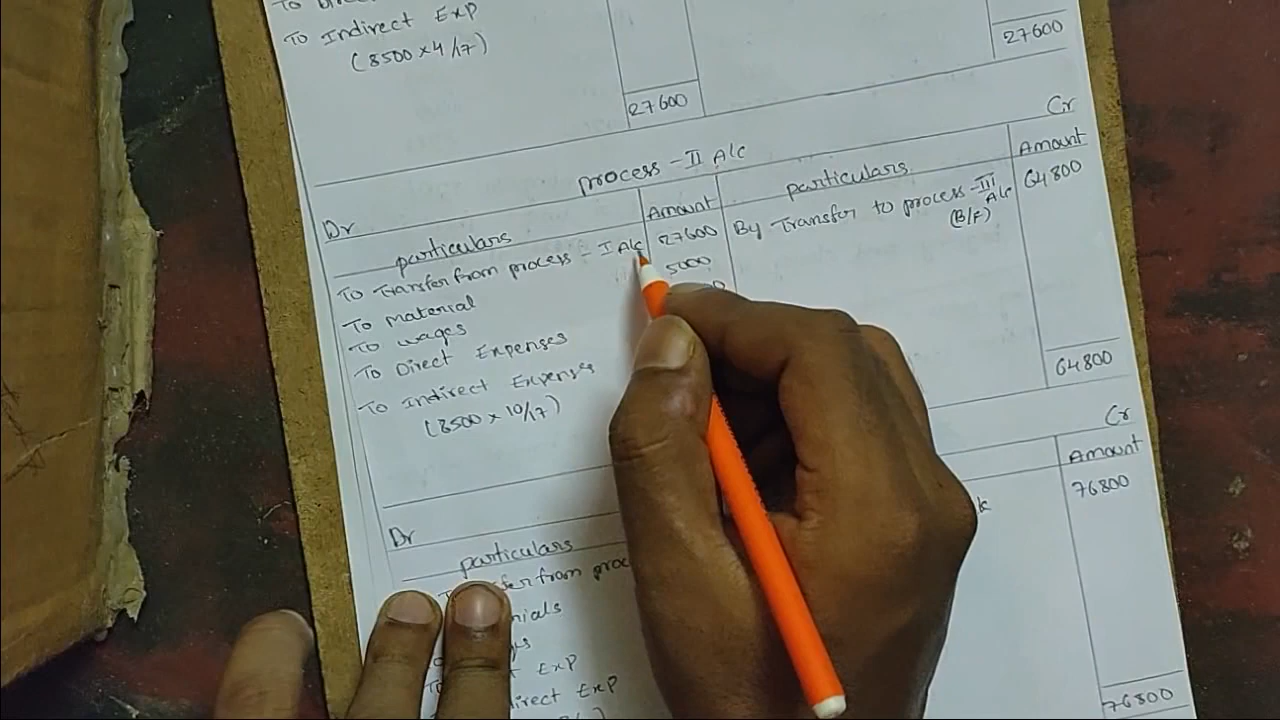 To Indirect Exp
(8500×4/17)
27600
27600
process - II A/c
Dr
Cr
particulars
Amount
particulars
Amount
To Transfer from process - I A/c
27600
By Transfer to process - III A/c
64800
(B/F)
To material
5000
To wages
To Direct Expenses
To Indirect Expenses
(8500 × 10/17)
64800
Dr
Cr
particulars
Amount
76800
Exp
Exp
76800